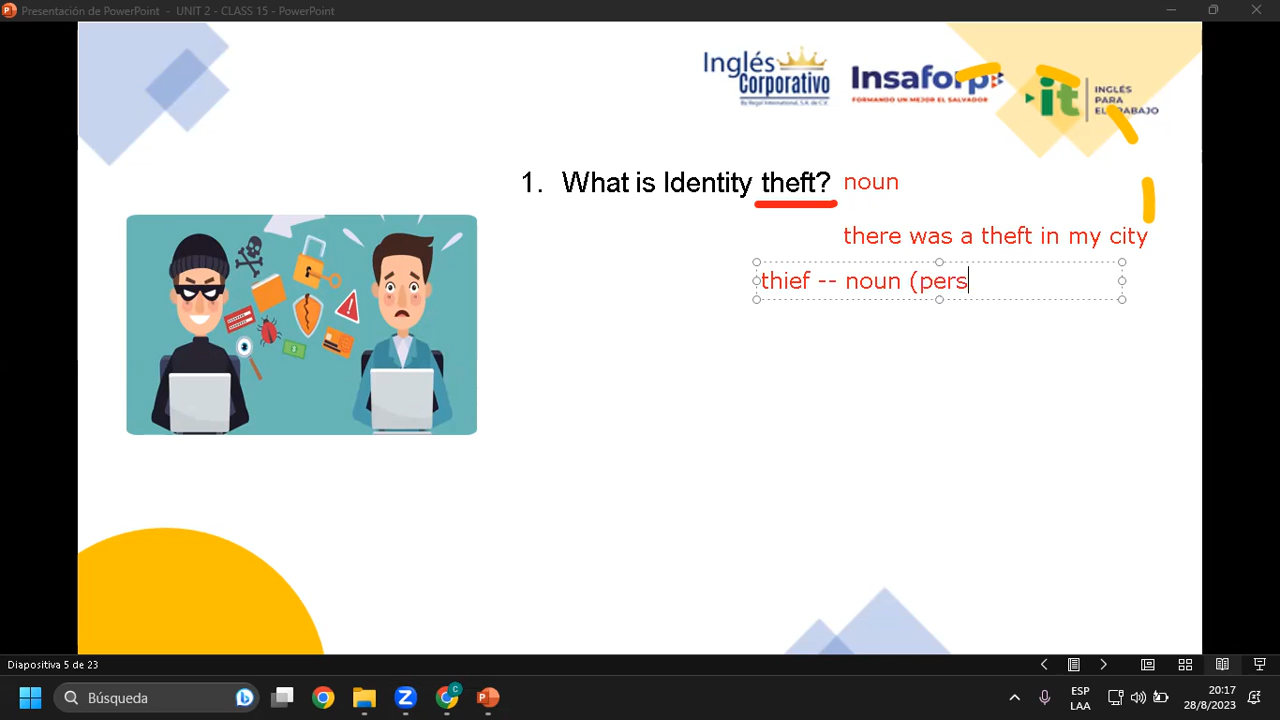 Presentación de PowerPoint - UNIT 2 - CLASS 15 - PowerPoint
Inglés
Corporativo
By Regal International, S.A. de C.V.
Insaforp
FORMANDO UN MEJOR EL SALVADOR
it
INGLÉS
PARA
EL TRABAJO
1. What is Identity theft? noun
there was a theft in my city
thief -- noun (pers
Diapositiva 5 de 23
Búsqueda
C
ESP
LAA
20:17
28/8/2023